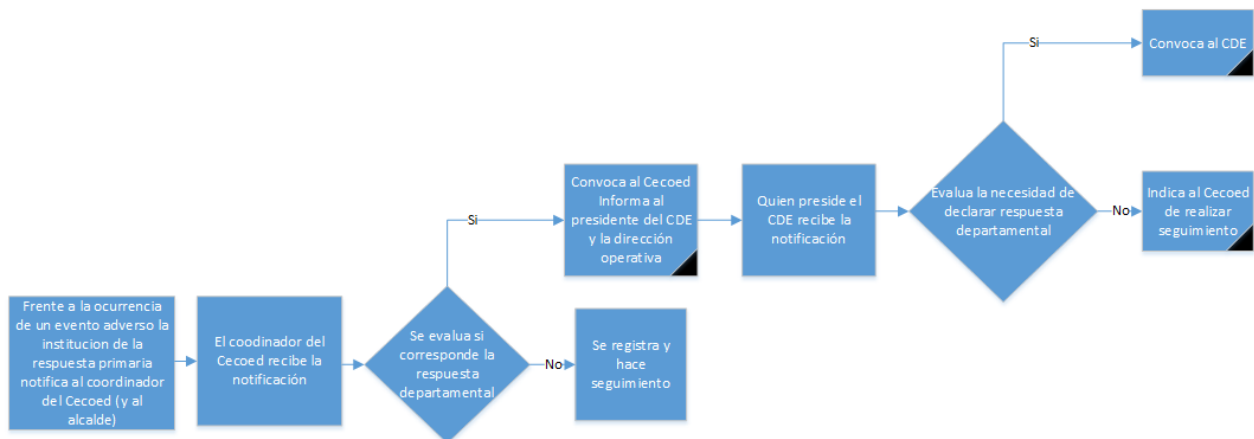 Frente a la ocurrencia
de un evento adverso la
institucion de la
respuesta primaria
notifica al coordinador
del Cecoed (y al
alcalde)
El coodinador del
Cecoed recibe la
notificación
Se evalua si
corresponde la
respuesta
departamental
No
Se registra y
hace
seguimiento
Si
Convoca al Cecoed
Informa al
presidente del CDE
y la dirección
operativa
Quien preside el
CDE recibe la
notificación
Evalua la necesidad de
declarar respuesta
departamental
Si
Convoca al CDE
No
Indica al Cecoed
de realizar
seguimiento